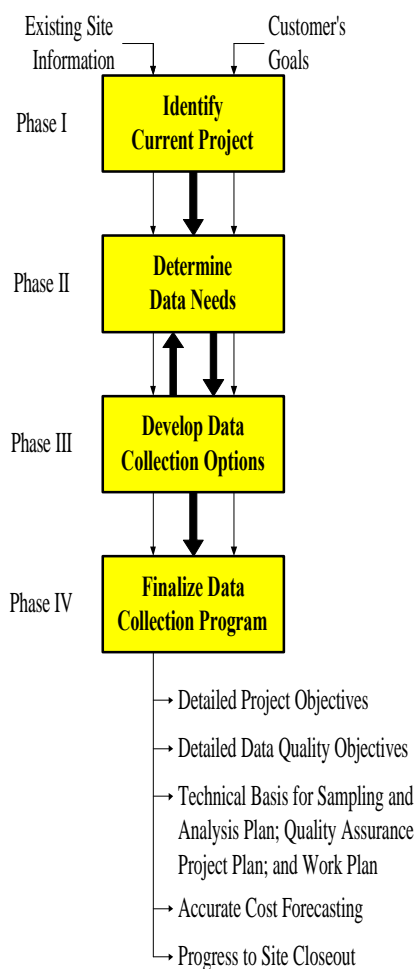 Existing Site
Information
Customer's
Goals
Phase I
Identify
Current Project
Phase II
Determine
Data Needs
Phase III
Develop Data
Collection Options
Phase IV
Finalize Data
Collection Program
Detailed Project Objectives
Detailed Data Quality Objectives
Technical Basis for Sampling and
Analysis Plan; Quality Assurance
Project Plan; and Work Plan
Accurate Cost Forecasting
Progress to Site Closeout